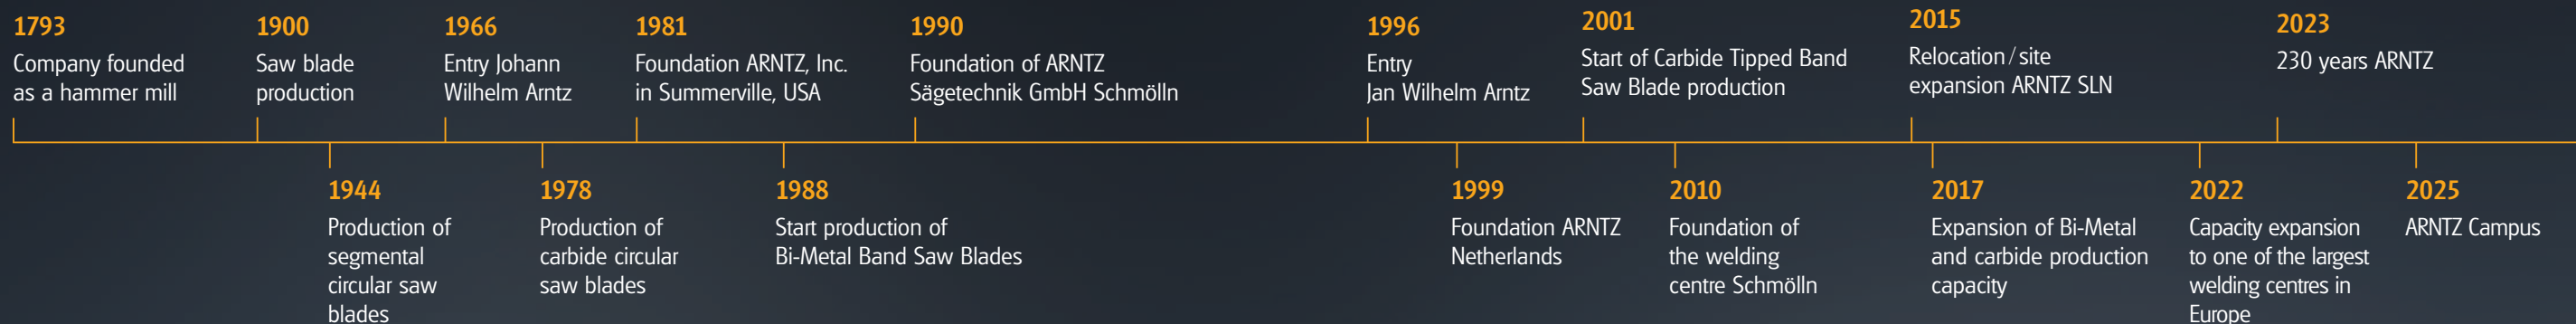 1793
Company founded
as a hammer mill
1900
Saw blade
production
1966
Entry Johann
Wilhelm Arntz
1981
Foundation ARNTZ, Inc.
in Summerville, USA
1990
Foundation of ARNTZ
Sägetechnik GmbH Schmölln
1996
Entry
Jan Wilhelm Arntz
2001
Start of Carbide Tipped Band
Saw Blade production
2015
Relocation / site
expansion ARNTZ SLN
2023
230 years ARNTZ
1944
Production of
segmental
circular saw
blades
1978
Production of
carbide circular
saw blades
1988
Start production of
Bi-Metal Band Saw Blades
1999
Foundation ARNTZ
Netherlands
2010
Foundation of
the welding
centre Schmölln
2017
Expansion of Bi-Metal
and carbide production
capacity
2022
Capacity expansion
to one of the largest
welding centres in
Europe
2025
ARNTZ Campus